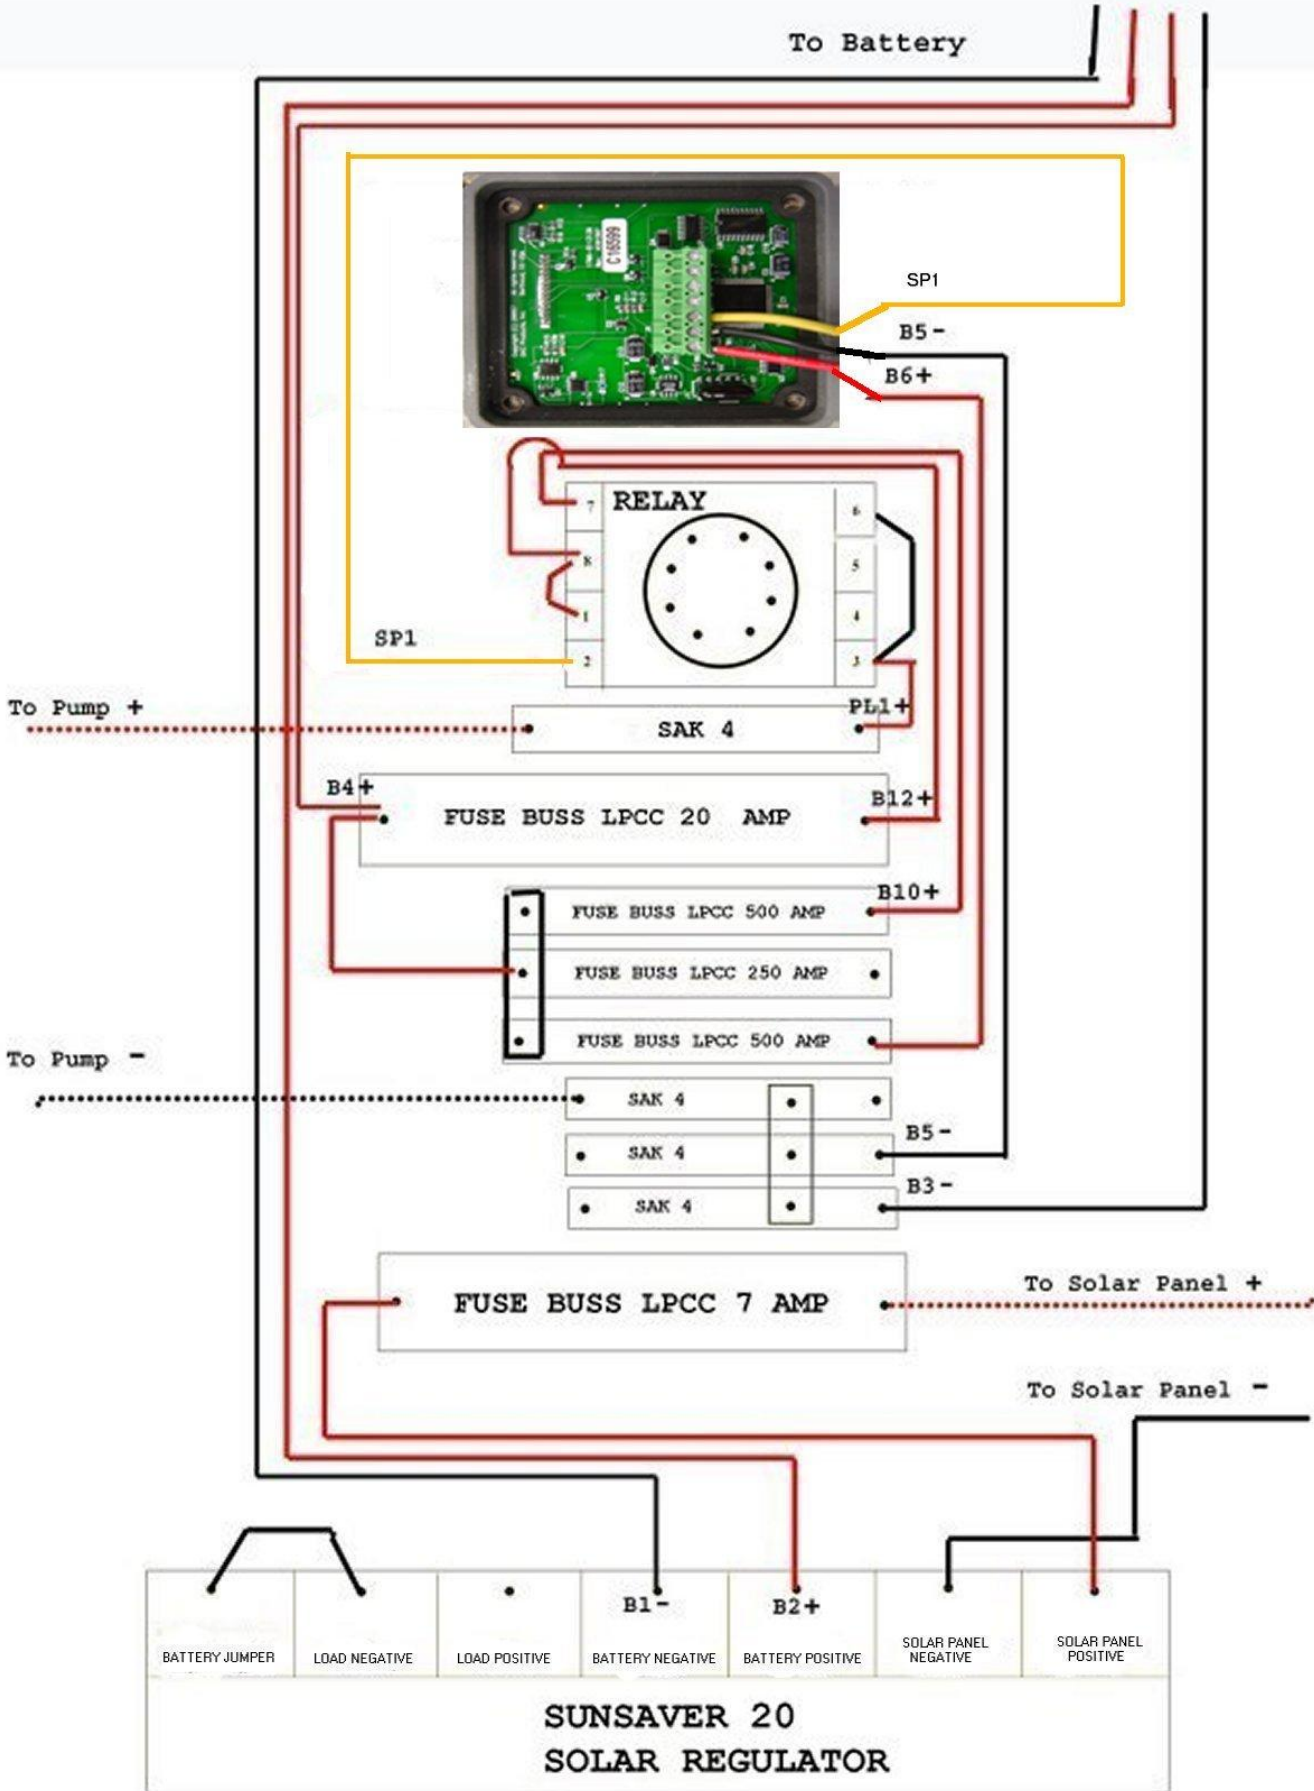 To Battery
C16599
SP1
B5-
B6+
RELAY
7
6
8
5
1
4
SP1
2
3
To Pump +
PL1+
SAK 4
B4+
B12+
FUSE BUSS LPCC 20 AMP
B10+
FUSE BUSS LPCC 500 AMP
FUSE BUSS LPCC 250 AMP
FUSE BUSS LPCC 500 AMP
To Pump -
SAK 4
B5-
SAK 4
B3-
SAK 4
To Solar Panel +
FUSE BUSS LPCC 7 AMP
To Solar Panel -
B1-
B2+
BATTERY JUMPER
LOAD NEGATIVE
LOAD POSITIVE
BATTERY NEGATIVE
BATTERY POSITIVE
SOLAR PANEL
NEGATIVE
SOLAR PANEL
POSITIVE
SUNSAVER 20
SOLAR REGULATOR